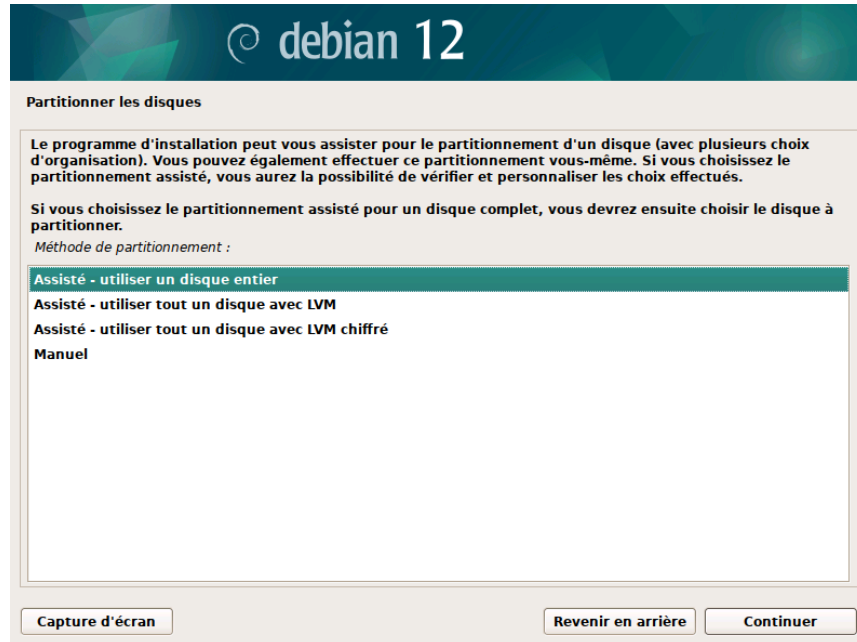 debian 12
Partitionner les disques
Le programme d'installation peut vous assister pour le partitionnement d'un disque (avec plusieurs choix
d'organisation). Vous pouvez également effectuer ce partitionnement vous-même. Si vous choisissez le
partitionnement assisté, vous aurez la possibilité de vérifier et personnaliser les choix effectués.
Si vous choisissez le partitionnement assisté pour un disque complet, vous devrez ensuite choisir le disque à
partitionner.
Méthode de partitionnement :
Assisté - utiliser un disque entier
Assisté - utiliser tout un disque avec LVM
Assisté - utiliser tout un disque avec LVM chiffré
Manuel
Capture d'écran Revenir en arrière Continuer